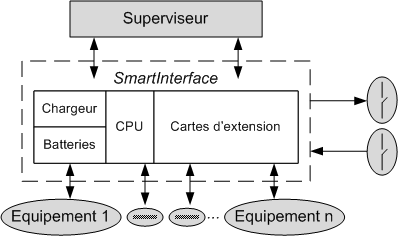 Superviseur
SmartInterface
Chargeur
Batteries
CPU
Cartes d'extension
Equipement 1
...
Equipement n